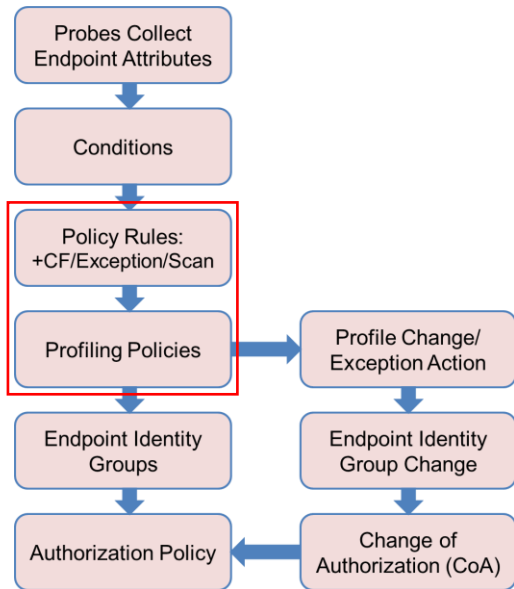 Probes Collect
Endpoint Attributes
Conditions
Policy Rules:
+CF/Exception/Scan
Profiling Policies
Profile Change/
Exception Action
Endpoint Identity
Groups
Endpoint Identity
Group Change
Authorization Policy
Change of
Authorization (CoA)